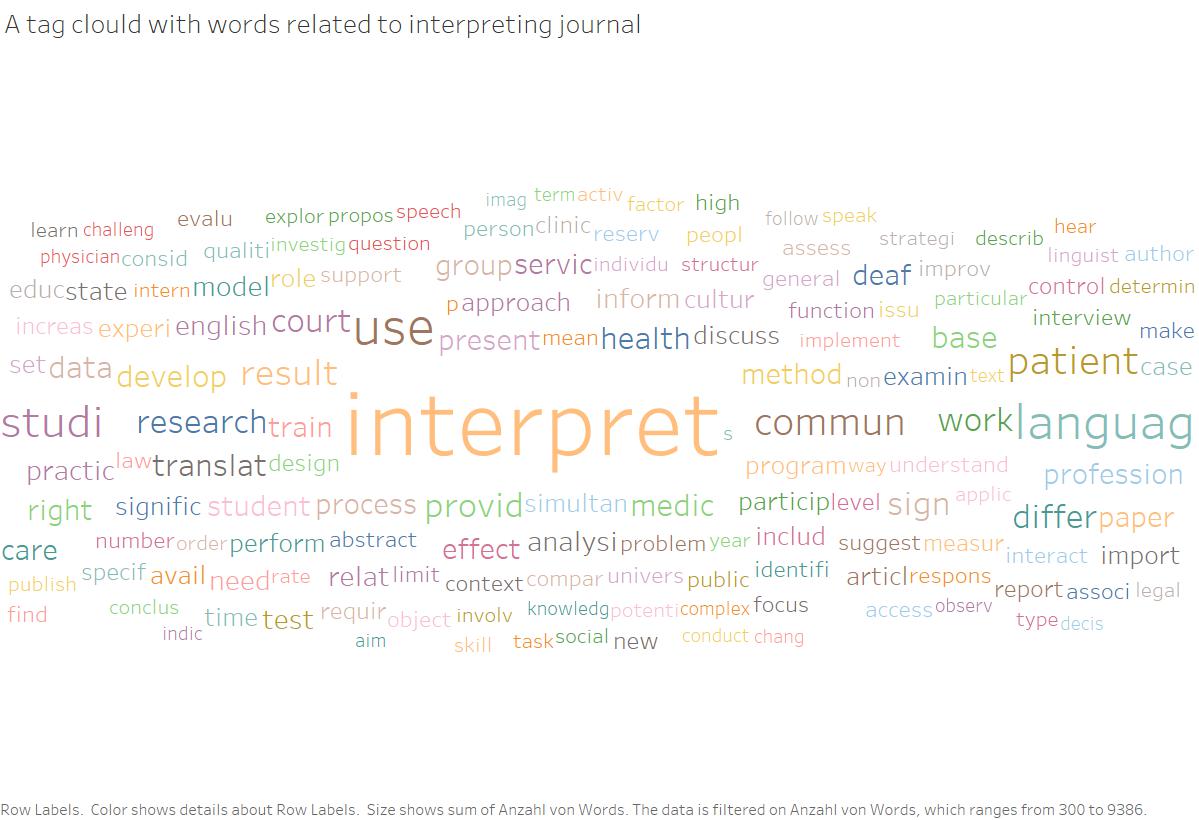 A tag clould with words related to interpreting journal
imag term activ factor high
learn challeng evalu explor propos speech person clinic reserv peopl follow speak hear
physician consid qualiti investig question assess strategi describ linguist author
educ state intern model role support group servic individu structur general deaf improv control determin
p approach inform cultur function issu particular interview
increas experi english court use present mean health discuss implement base make
set data develop result method non examin text patient case
studi research train interpret s commun work languag
practic law translat design program way understand profession
right signific student process provid simultan medic particip level sign applic differ paper
care number order perform abstract effect analysi problem year includ suggest measur interact import
publish specif avail need rate relat limit context compar univers public identifi articl respons report associ legal
find conclus time test requir object involv knowledg potenti complex focus access observ type decis
indic aim skill task social new conduct chang
Row Labels. Color shows details about Row Labels. Size shows sum of Anzahl von Words. The data is filtered on Anzahl von Words, which ranges from 300 to 9386.